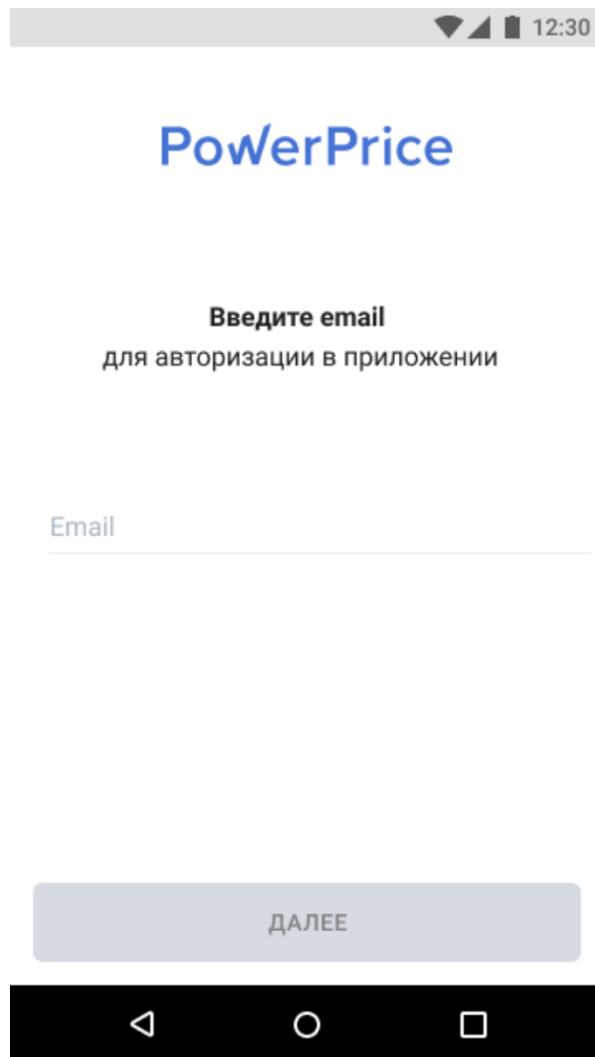 12:30
PowerPrice
Введите email
для авторизации в приложении
Email
ДАЛЕЕ